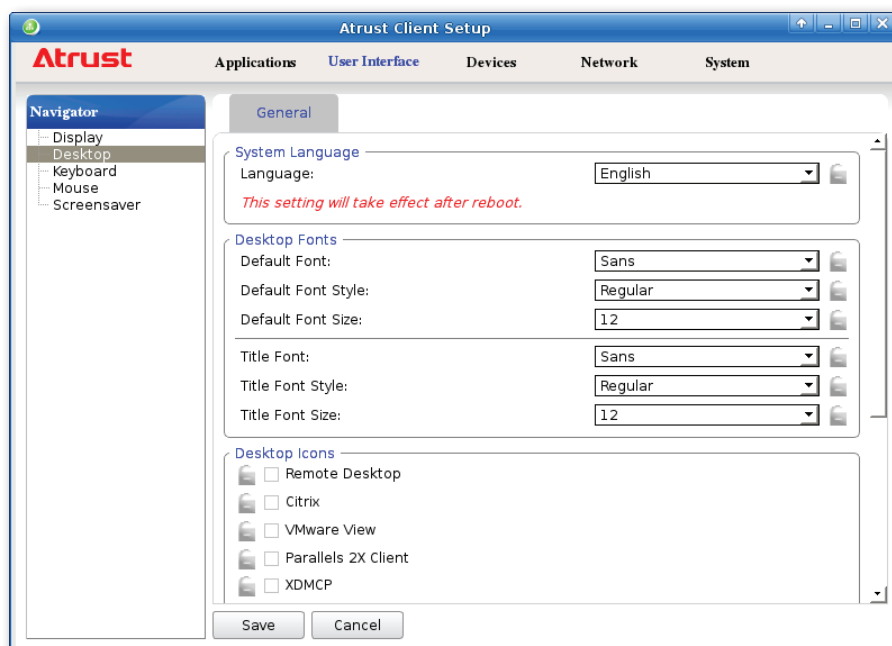 Atrust Client Setup
Atrust
Applications User Interface Devices Network System
Navigator
Display
Desktop
Keyboard
Mouse
Screensaver
General
System Language
Language: English
This setting will take effect after reboot.
Desktop Fonts
Default Font: Sans
Default Font Style: Regular
Default Font Size: 12
Title Font: Sans
Title Font Style: Regular
Title Font Size: 12
Desktop Icons
Remote Desktop
Citrix
VMware View
Parallels 2X Client
XDMCP
Save Cancel